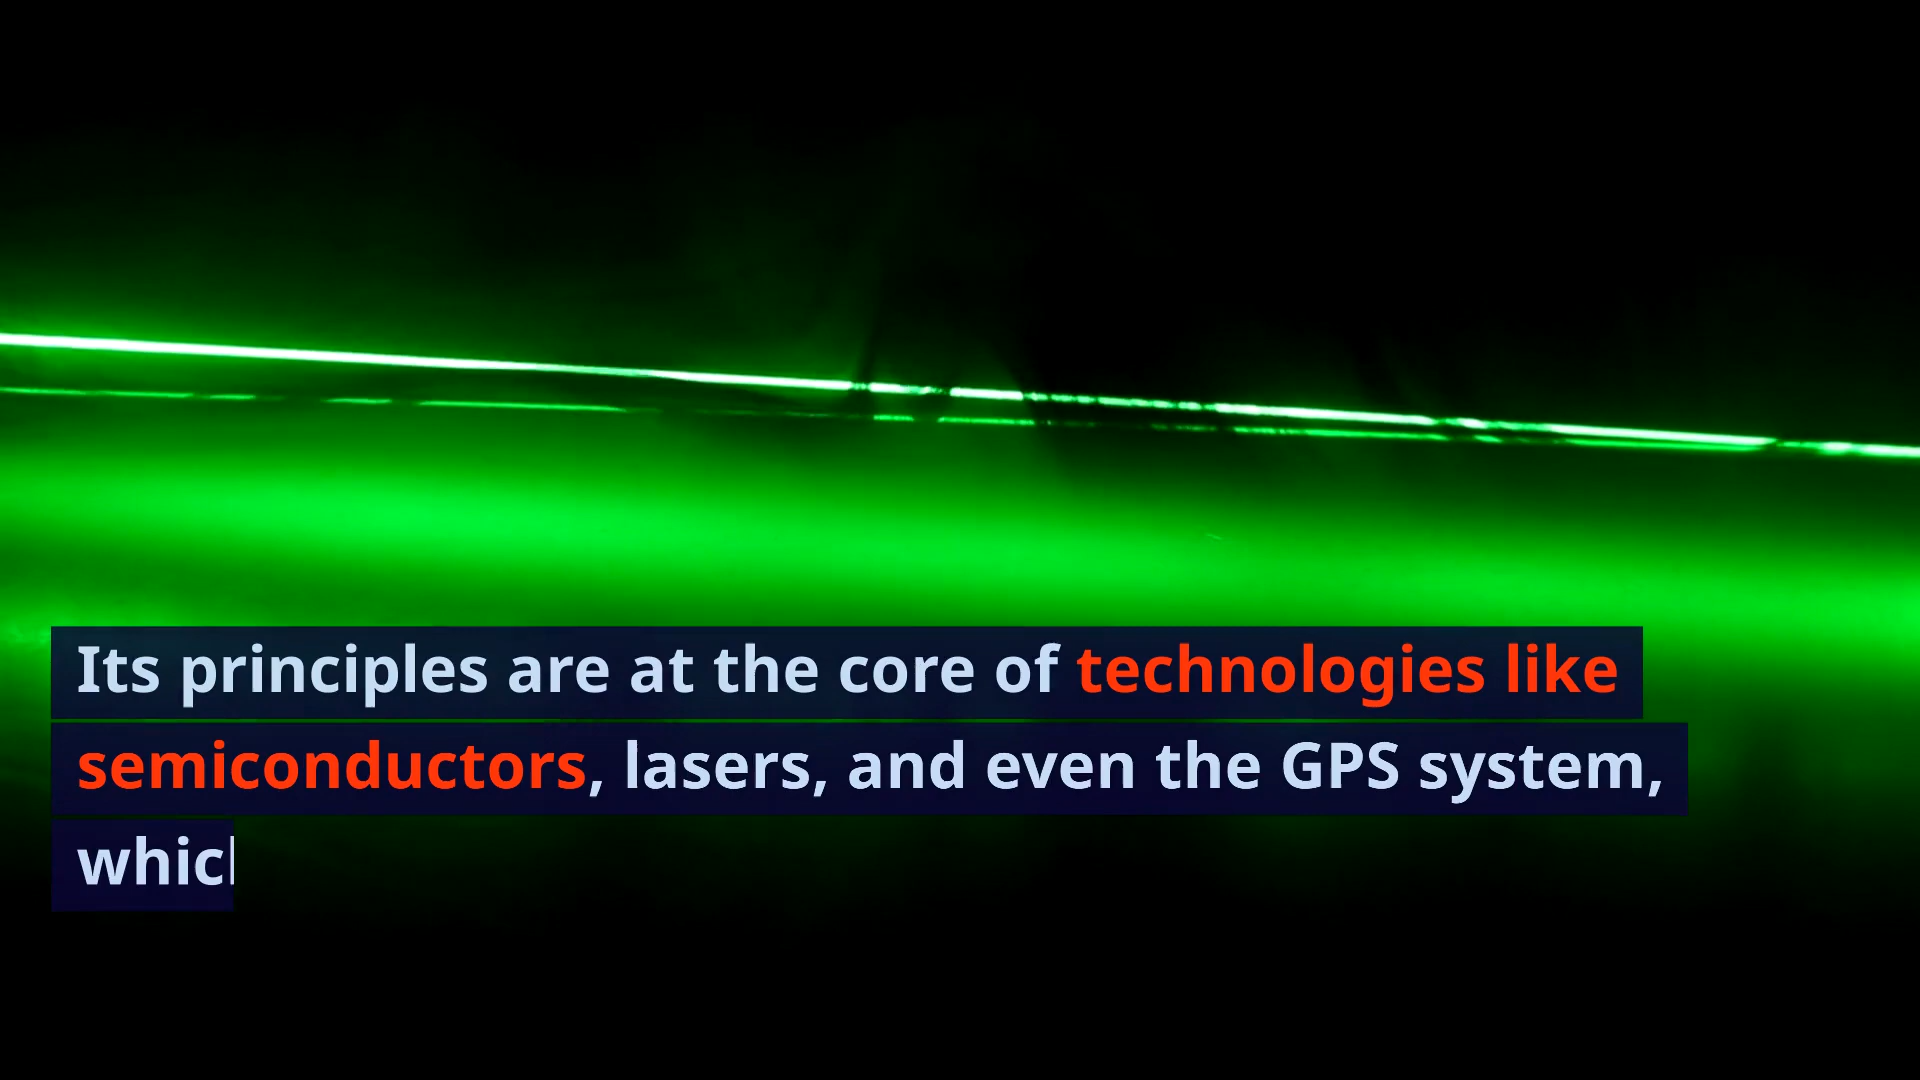 Its principles are at the core of technologies like
semiconductors, lasers, and even the GPS system,
whic